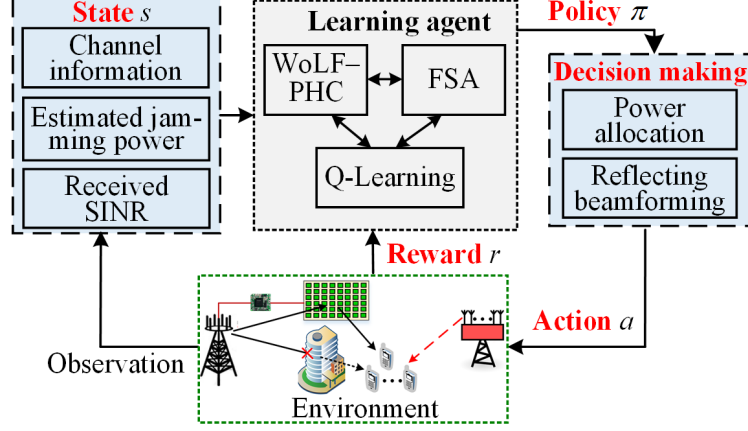 State s
Channel
information
Estimated jam-
ming power
Received
SINR
Learning agent
WoLF–
PHC
FSA
Q-Learning
Policy π
Decision making
Power
allocation
Reflecting
beamforming
Reward r
Action a
Observation
Environment